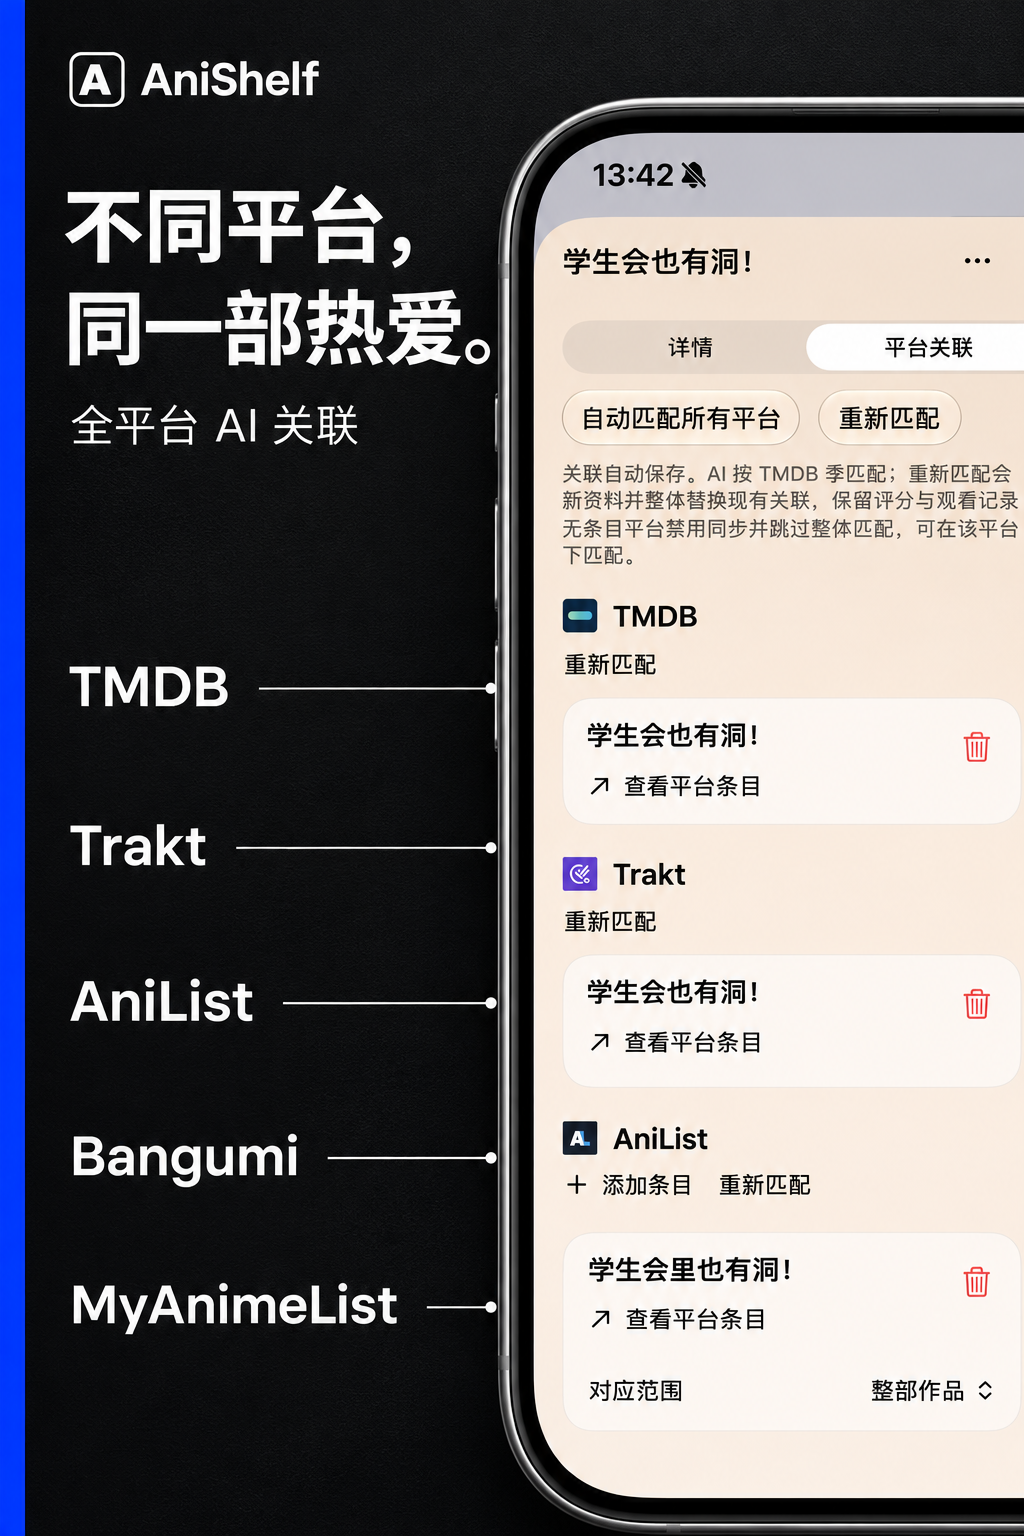 A AniShelf
不同平台，
同一部热爱。
全平台 AI 关联
TMDB
Trakt
AniList
Bangumi
MyAnimeList
13:42
学生会也有洞！
详情 平台关联
自动匹配所有平台 重新匹配
关联自动保存。AI 按 TMDB 季匹配；重新匹配会
新资料并整体替换现有关联，保留评分与观看记录
无条目平台禁用同步并跳过整体匹配，可在该平台
下匹配。
TMDB
重新匹配
学生会也有洞！
查看平台条目
Trakt
重新匹配
学生会也有洞！
查看平台条目
AL AniList
添加条目 重新匹配
学生会里也有洞！
查看平台条目
对应范围 整部作品